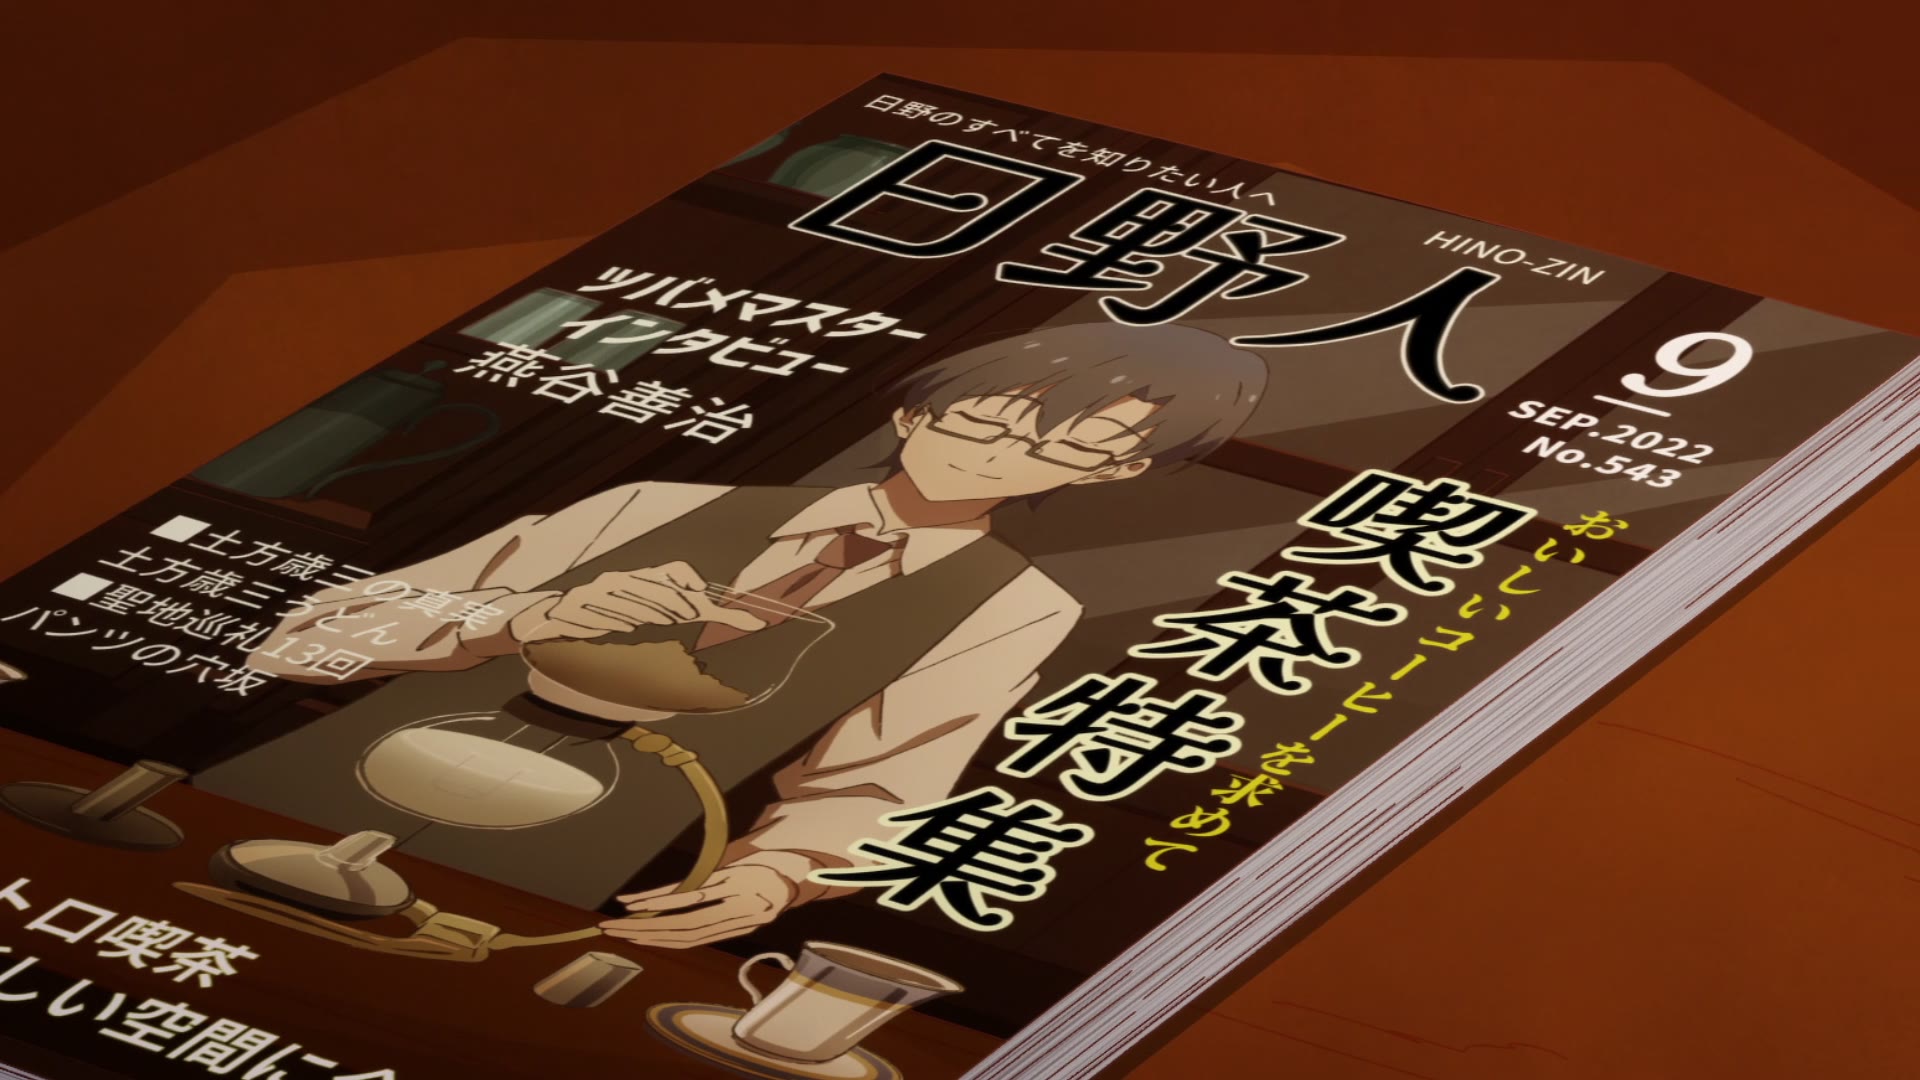 日野のすべてを知りたい人へ
日野人
HINO-ZIN
9
SEP.2022
No.543
ツバメマスター
インタビュー
燕谷善治
おいしいコーヒーを求めて
喫茶特集
■土方歳三の真実
土方歳三うどん
■聖地巡礼13回
パンツの穴坂
トロ喫茶
しい空間に